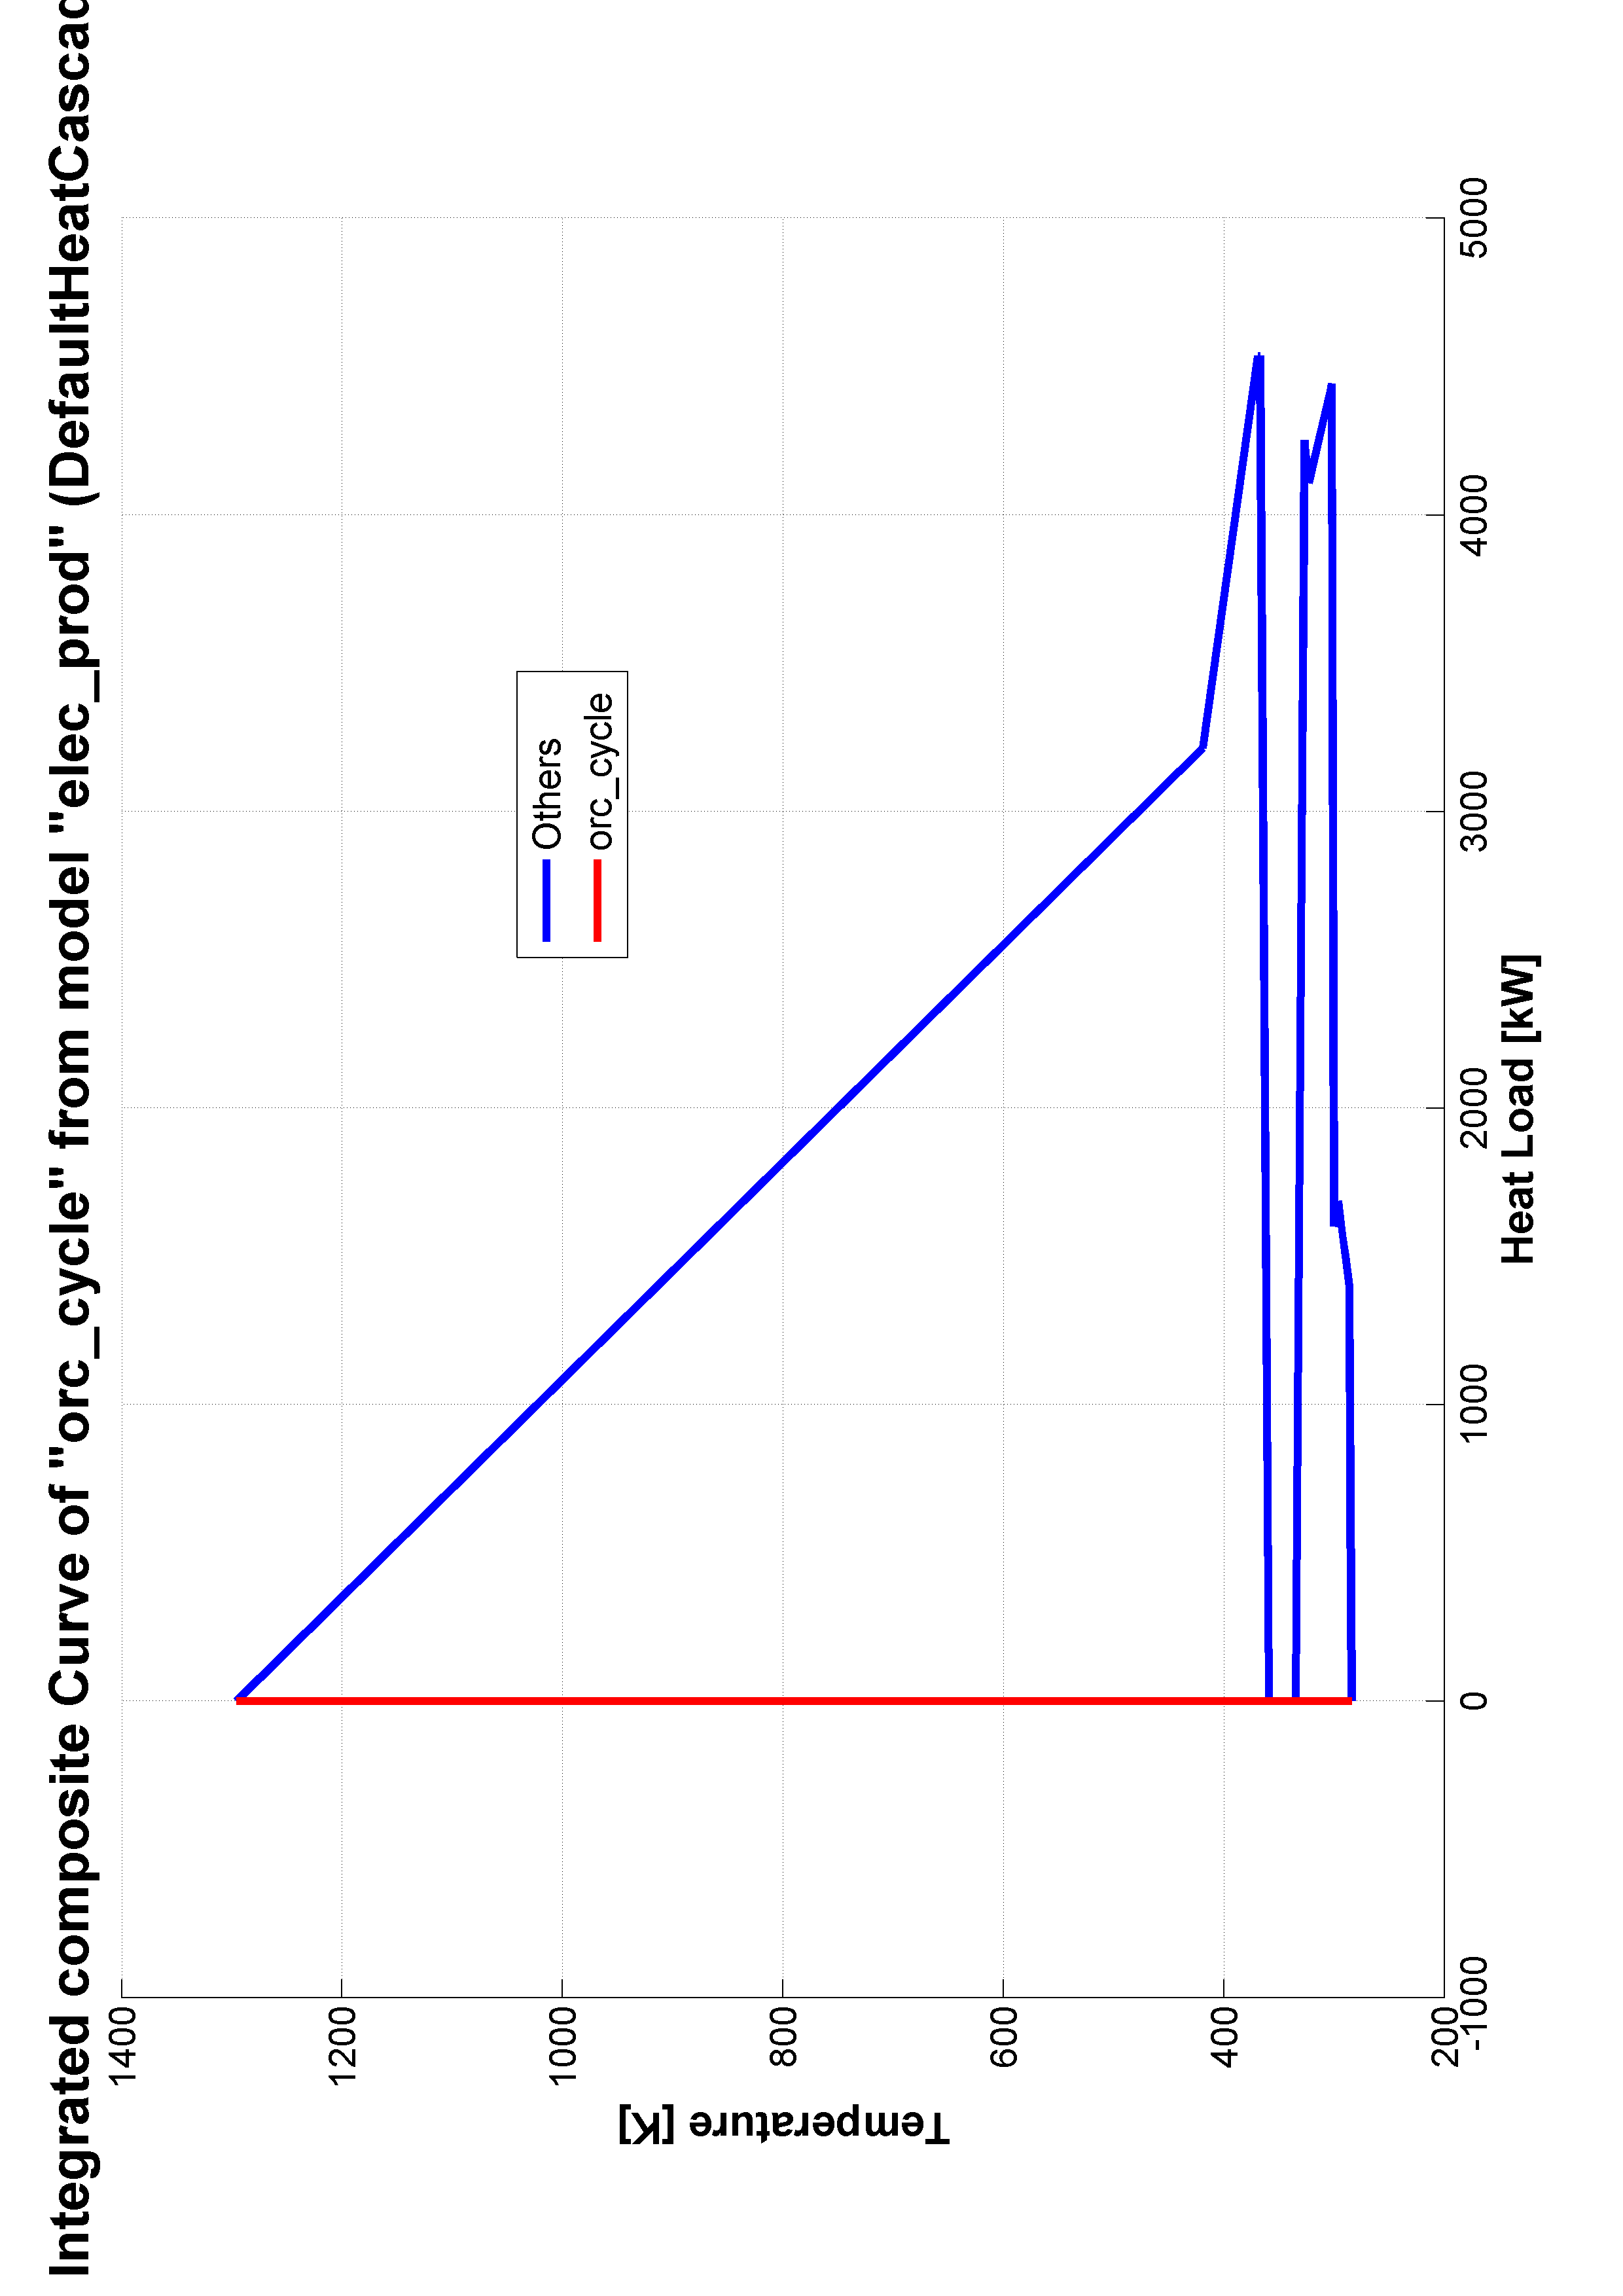 Integrated composite Curve of "orc_cycle" from model "elec_prod" (DefaultHeatCascad
Temperature [K]
1400
1200
1000
800
600
400
200
Others
orc_cycle
-1000
0
1000
2000
3000
4000
5000
Heat Load [kW]